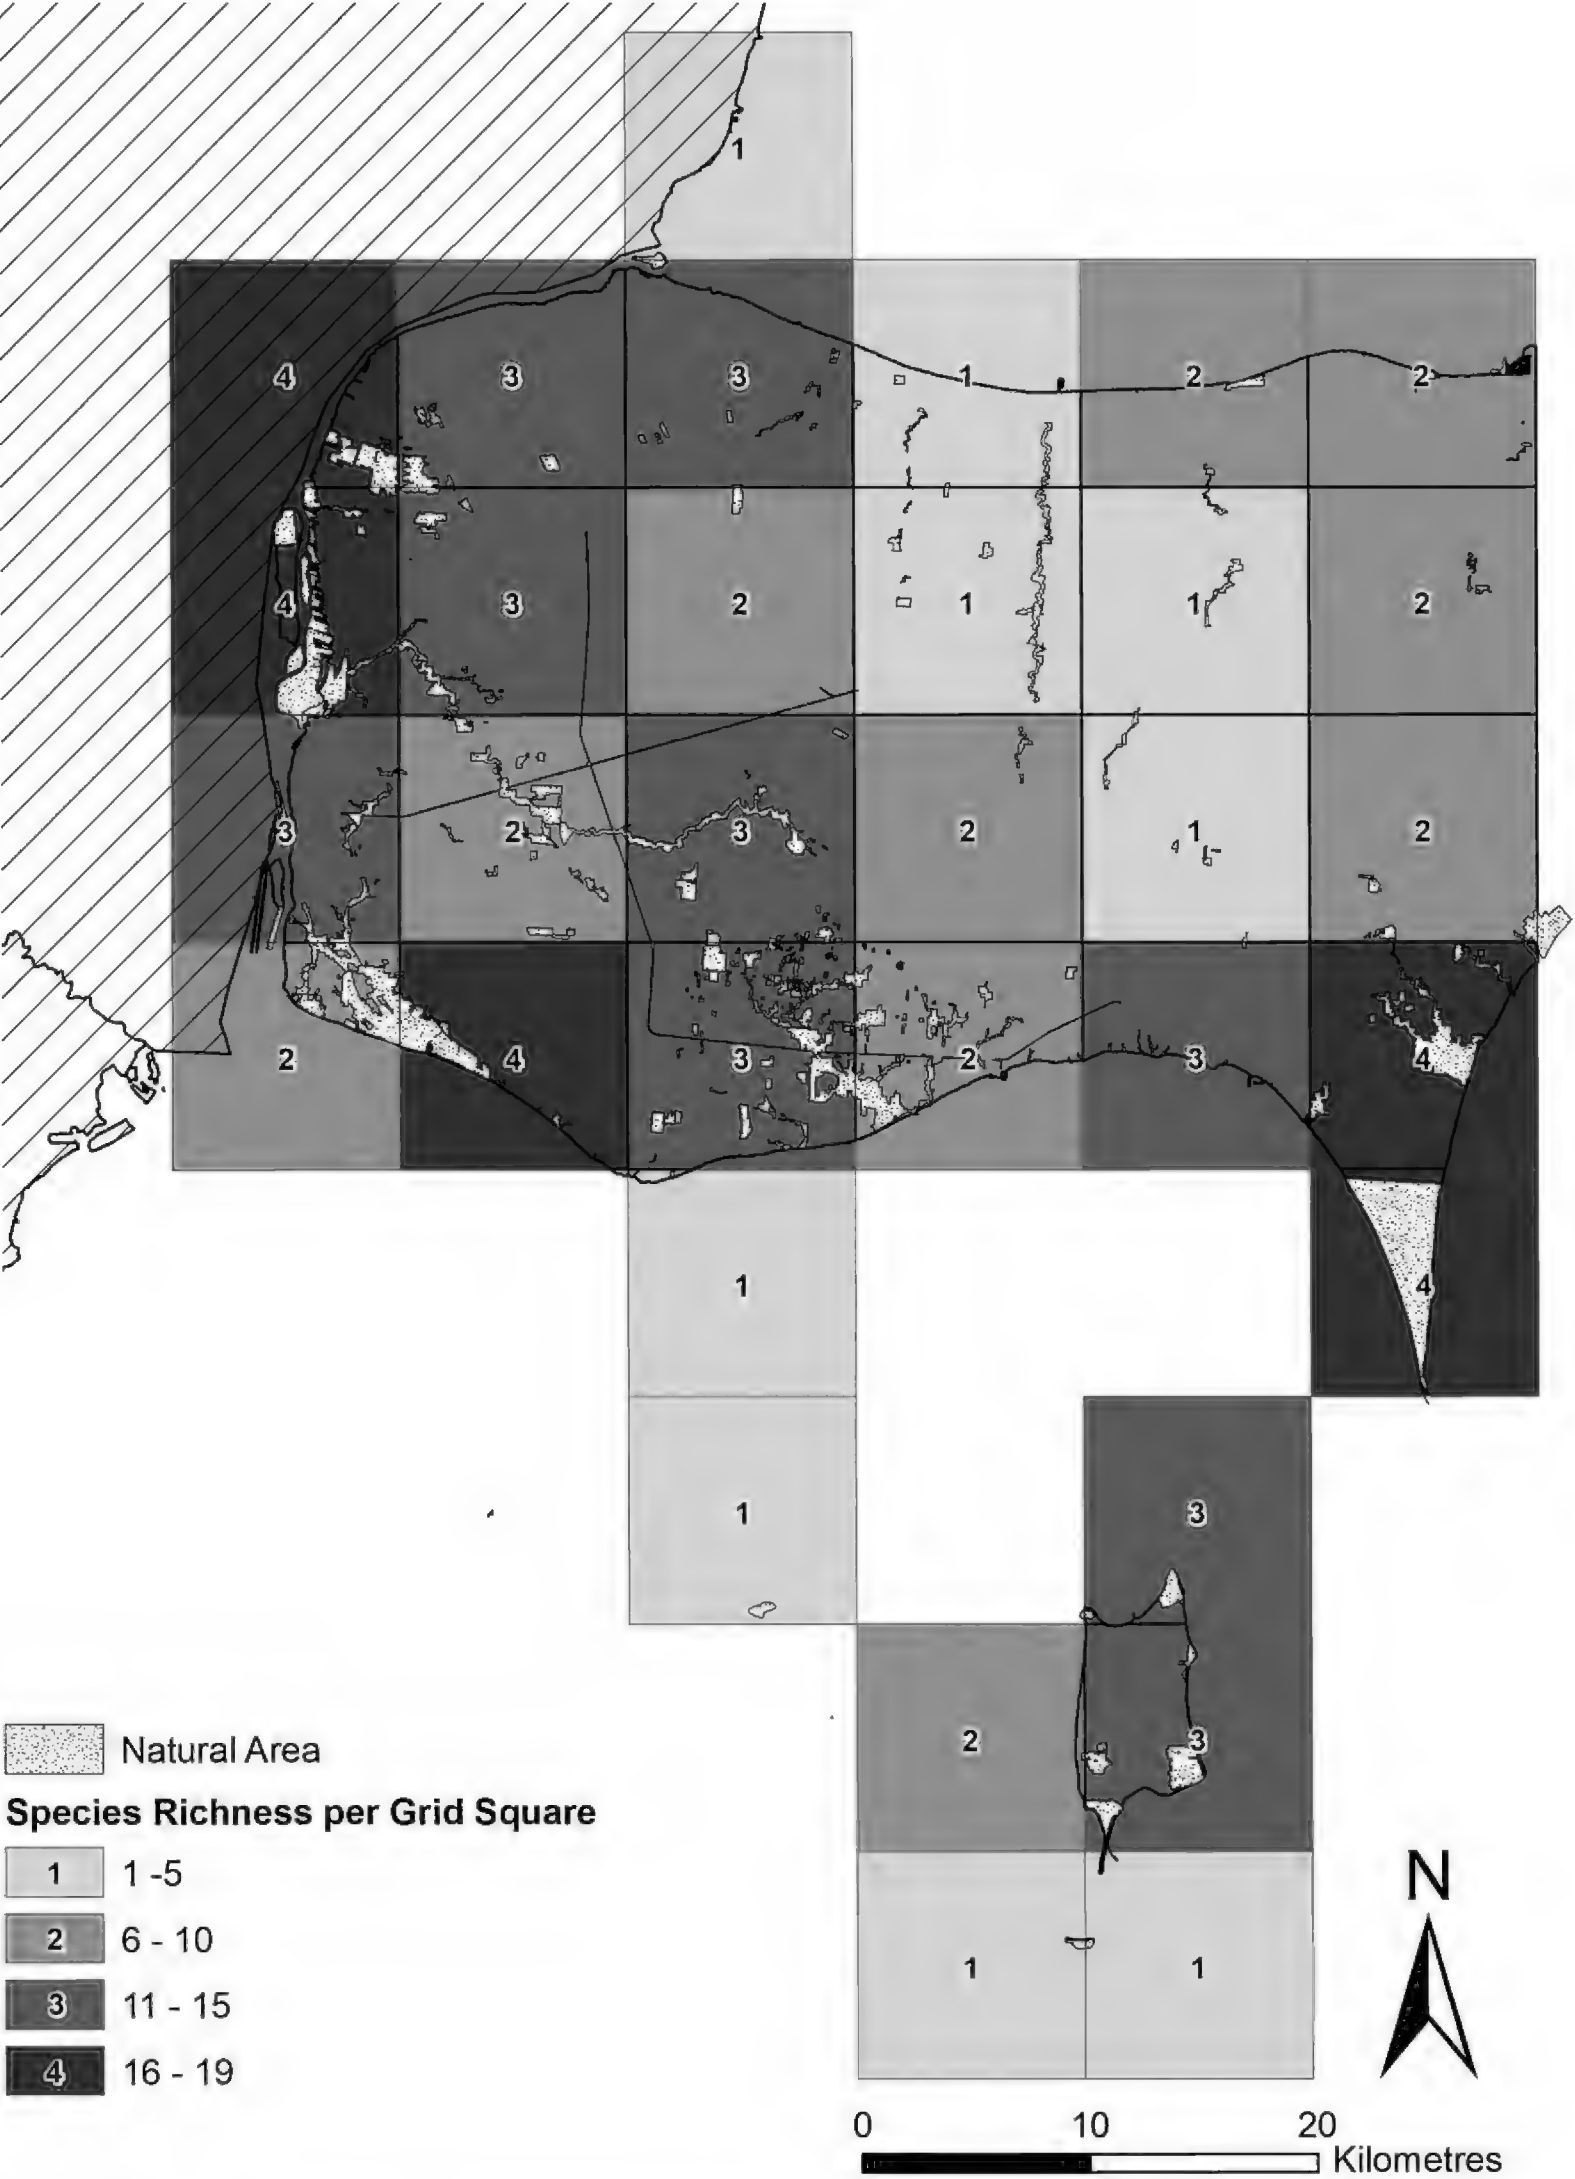 1
4 3 3 1 2 2
4 3 2 1 1 2
3 2 3 2 1 2
2 4 3 2 3 4
1 4
1 3
Natural Area
Species Richness per Grid Square
1 1 -5
2 6 - 10
3 11 - 15
4 16 - 19
2 3
1 1
N
0 10 20
Kilometres